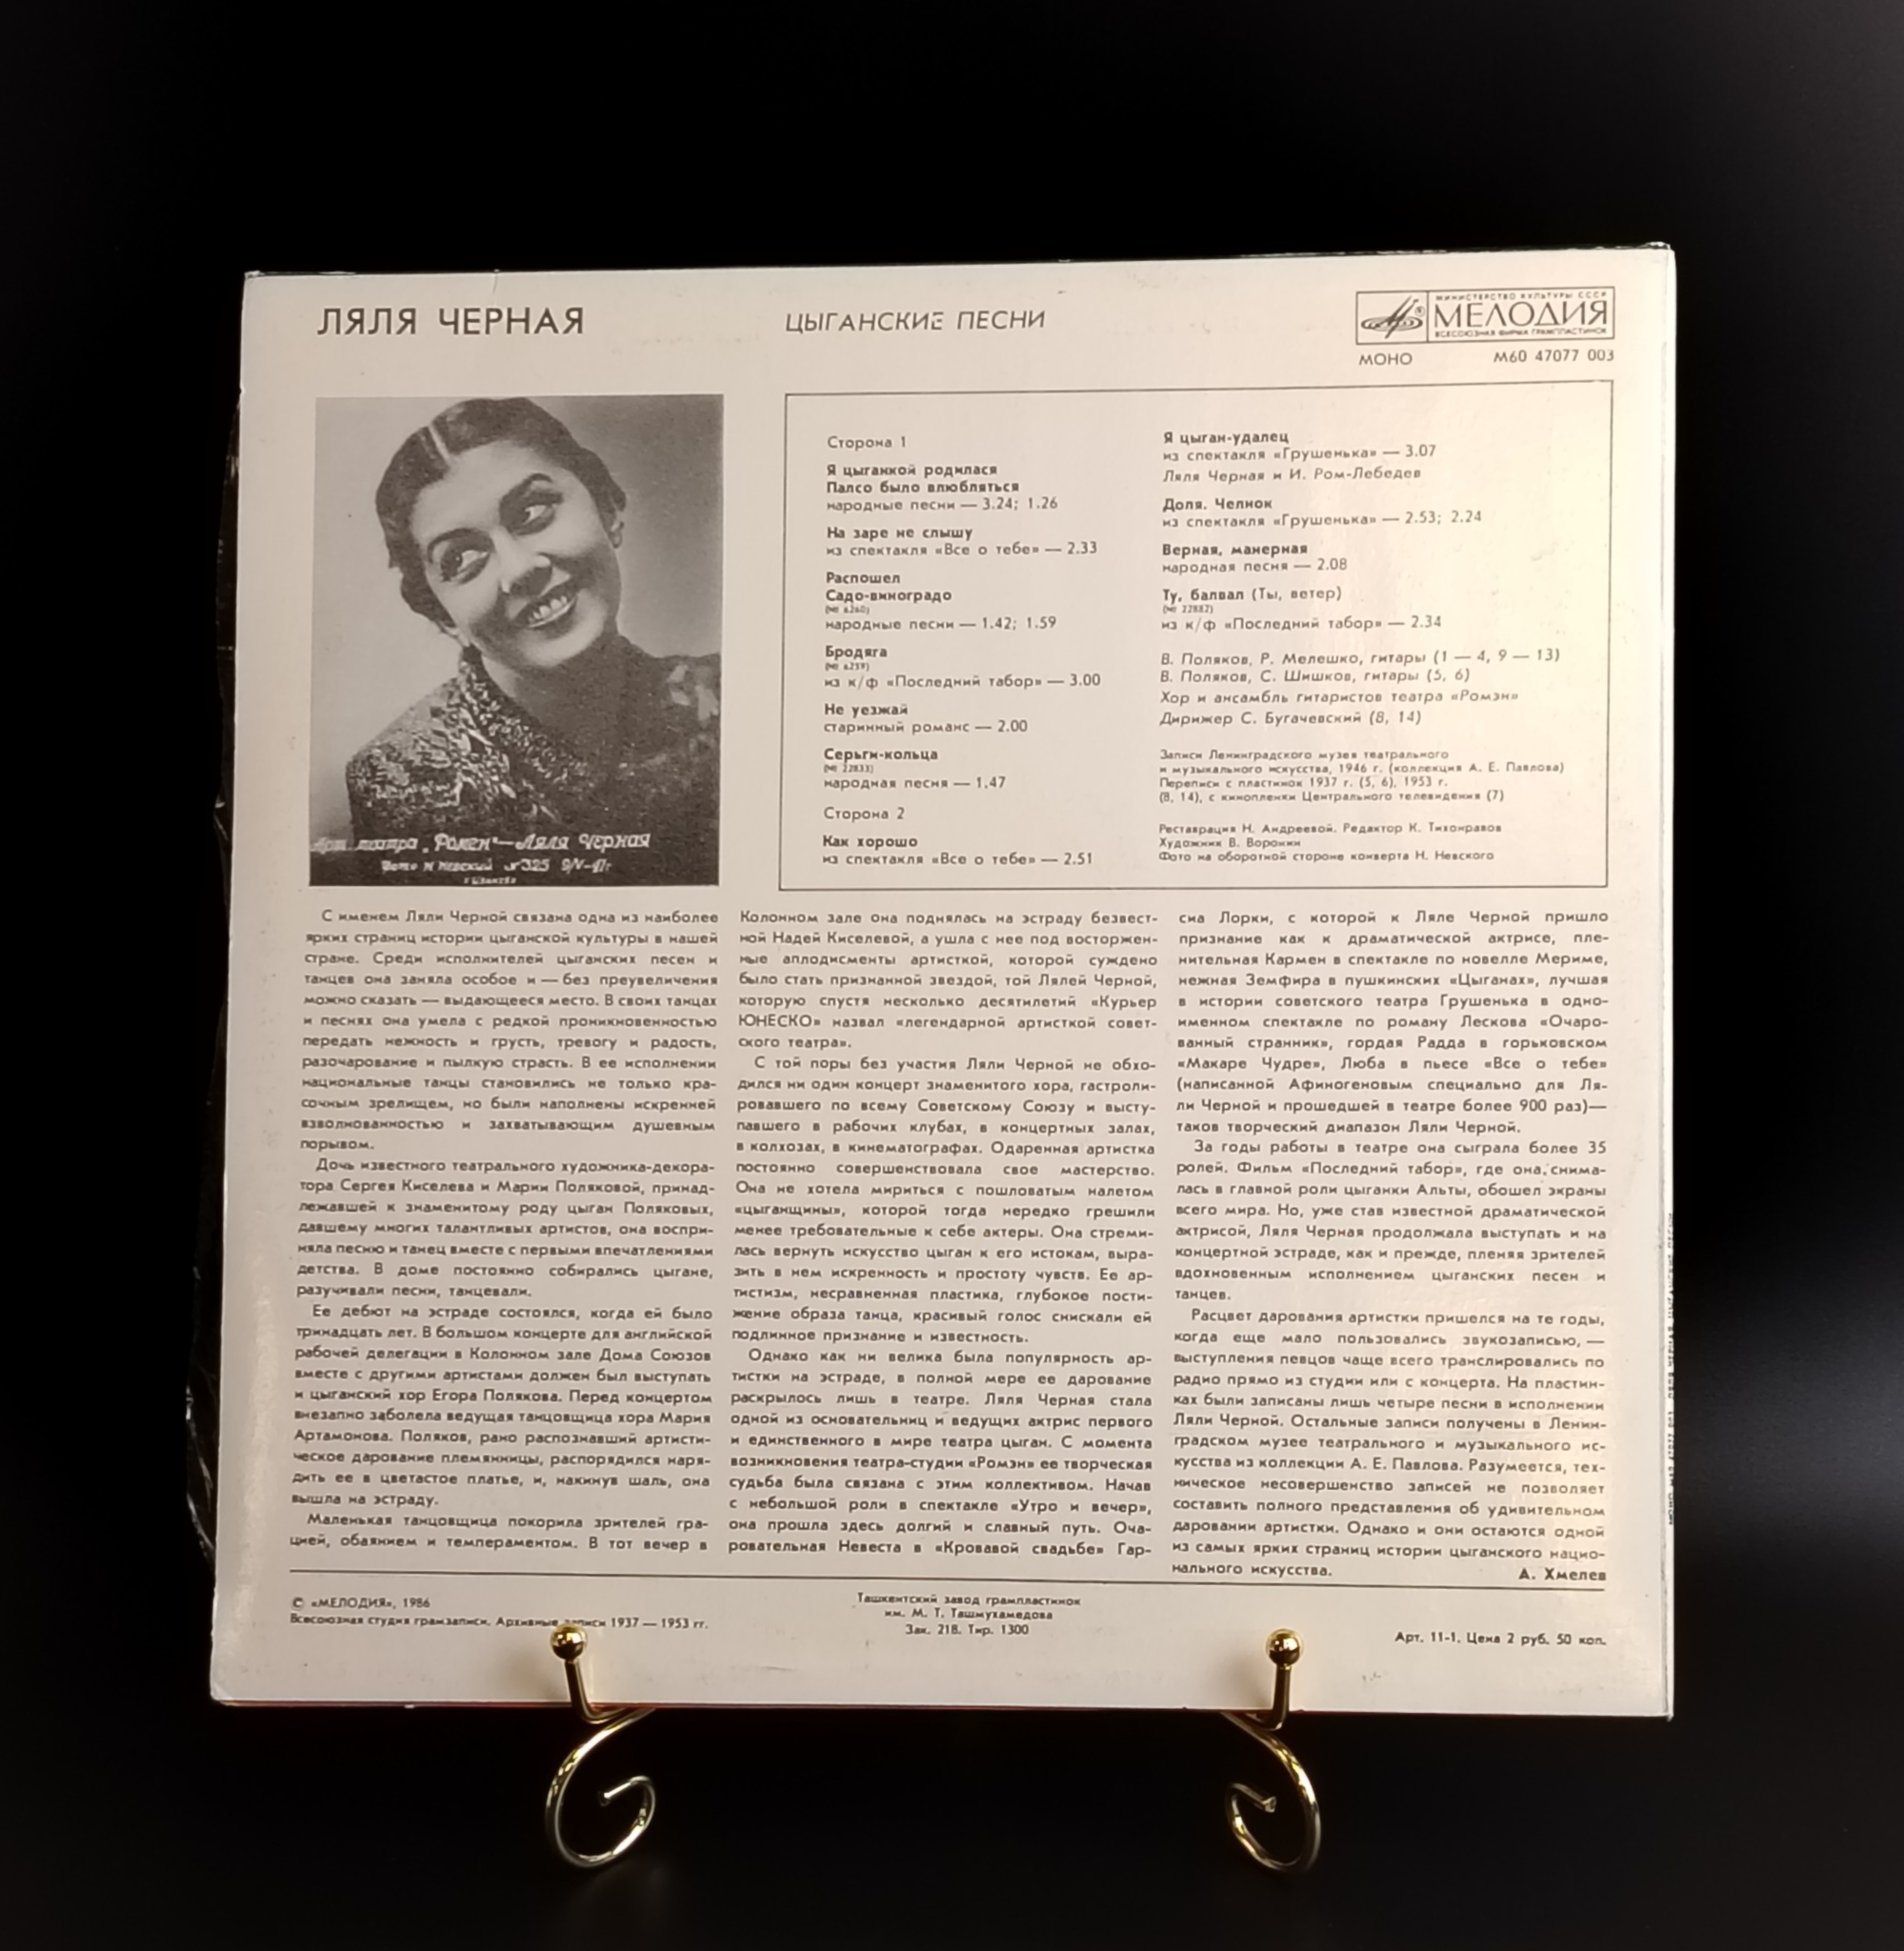 ЛЯЛЯ ЧЕРНАЯ
ЦЫГАНСКИЕ ПЕСНИ
МИНИСТЕРСТВО КУЛЬТУРЫ СССР
МЕЛОДИЯ
ВСЕСОЮЗНАЯ ФИРМА ГРАМПЛАСТИНОК
МОНО М60 47077 003
Арт. театра „Ромен“—Ляля Черная
Фото Н Невский №325 9/V-47г
Сторона 1
Я цыганкой родилася
Палсо было влюбляться
народные песни — 3.24; 1.26
На заре не слышу
из спектакля «Все о тебе» — 2.33
Распошел
Садо-виноградо
(№ 6260)
народные песни — 1.42; 1.59
Бродяга
(№ 6259)
из к/ф «Последний табор» — 3.00
Не уезжай
старинный романс — 2.00
Серьги-кольца
(№ 22833)
народная песня — 1.47
Сторона 2
Как хорошо
из спектакля «Все о тебе» — 2.51
Я цыган-удалец
из спектакля «Грушенька» — 3.07
Ляля Черная и И. Ром-Лебедев
Доля. Челнок
из спектакля «Грушенька» — 2.53; 2.24
Верная, манерная
народная песня — 2.08
Ту, балвал (Ты, ветер)
(№ 22882)
из к/ф «Последний табор» — 2.34
В. Поляков, Р. Мелешко, гитары (1 — 4, 9 — 13)
В. Поляков, С. Шишков, гитары (5, 6)
Хор и ансамбль гитаристов театра «Ромэн»
Дирижер С. Бугачевский (8, 14)
Записи Ленинградского музея театрального
и музыкального искусства, 1946 г. (коллекция А. Е. Павлова)
Переписи с пластинок 1937 г. (5, 6), 1953 г.
(8, 14), с кинопленки Центрального телевидения (7)
Реставрация Н. Андреевой. Редактор К. Тихонравов
Художник В. Воронин
Фото на оборотной стороне конверта Н. Невского
С именем Ляли Черной связана одна из наиболее
ярких страниц истории цыганской культуры в нашей
стране. Среди исполнителей цыганских песен и
танцев она заняла особое и — без преувеличения
можно сказать — выдающееся место. В своих танцах
и песнях она умела с редкой проникновенностью
передать нежность и грусть, тревогу и радость,
разочарование и пылкую страсть. В ее исполнении
национальные танцы становились не только кра-
сочным зрелищем, но были наполнены искренней
взволнованностью и захватывающим душевным
порывом.
Дочь известного театрального художника-декора-
тора Сергея Киселева и Марии Поляковой, принад-
лежавшей к знаменитому роду цыган Поляковых,
давшему многих талантливых артистов, она воспри-
няла песню и танец вместе с первыми впечатлениями
детства. В доме постоянно собирались цыгане,
разучивали песни, танцевали.
Ее дебют на эстраде состоялся, когда ей было
тринадцать лет. В большом концерте для английской
рабочей делегации в Колонном зале Дома Союзов
вместе с другими артистами должен был выступать
и цыганский хор Егора Полякова. Перед концертом
внезапно заболела ведущая танцовщица хора Мария
Артамонова. Поляков, рано распознавший артисти-
ческое дарование племянницы, распорядился наря-
дить ее в цветастое платье, и, накинув шаль, она
вышла на эстраду.
Маленькая танцовщица покорила зрителей гра-
цией, обаянием и темпераментом. В тот вечер в
Колонном зале она поднялась на эстраду безвест-
ной Надей Киселевой, а ушла с нее под восторжен-
ные аплодисменты артисткой, которой суждено
было стать признанной звездой, той Лялей Черной,
которую спустя несколько десятилетий «Курьер
ЮНЕСКО» назвал «легендарной артисткой совет-
ского театра».
С той поры без участия Ляли Черной не обхо-
дился ни один концерт знаменитого хора, гастроли-
ровавшего по всему Советскому Союзу и высту-
павшего в рабочих клубах, в концертных залах,
в колхозах, в кинематографах. Одаренная артистка
постоянно совершенствовала свое мастерство.
Она не хотела мириться с пошловатым налетом
«цыганщины», которой тогда нередко грешили
менее требовательные к себе актеры. Она стреми-
лась вернуть искусство цыган к его истокам, выра-
зить в нем искренность и простоту чувств. Ее ар-
тистизм, несравненная пластика, глубокое пости-
жение образа танца, красивый голос снискали ей
подлинное признание и известность.
Однако как ни велика была популярность ар-
тистки на эстраде, в полной мере ее дарование
раскрылось лишь в театре. Ляля Черная стала
одной из основательниц и ведущих актрис первого
и единственного в мире театра цыган. С момента
возникновения театра-студии «Ромэн» ее творческая
судьба была связана с этим коллективом. Начав
с небольшой роли в спектакле «Утро и вечер»,
она прошла здесь долгий и славный путь. Оча-
ровательная Невеста в «Кровавой свадьбе» Гар-
сиа Лорки, с которой к Ляле Черной пришло
признание как к драматической актрисе, пле-
нительная Кармен в спектакле по новелле Мериме,
нежная Земфира в пушкинских «Цыганах», лучшая
в истории советского театра Грушенька в одно-
именном спектакле по роману Лескова «Очаро-
ванный странник», гордая Радда в горьковском
«Макаре Чудре», Люба в пьесе «Все о тебе»
(написанной Афиногеновым специально для Ля-
ли Черной и прошедшей в театре более 900 раз)—
таков творческий диапазон Ляли Черной.
За годы работы в театре она сыграла более 35
ролей. Фильм «Последний табор», где она снима-
лась в главной роли цыганки Альты, обошел экраны
всего мира. Но, уже став известной драматической
актрисой, Ляля Черная продолжала выступать и на
концертной эстраде, как и прежде, пленяя зрителей
вдохновенным исполнением цыганских песен и
танцев.
Расцвет дарования артистки пришелся на те годы,
когда еще мало пользовались звукозаписью, —
выступления певцов чаще всего транслировались по
радио прямо из студии или с концерта. На пластин-
ках были записаны лишь четыре песни в исполнении
Ляли Черной. Остальные записи получены в Ленин-
градском музее театрального и музыкального ис-
кусства из коллекции А. Е. Павлова. Разумеется, тех-
ническое несовершенство записей не позволяет
составить полного представления об удивительном
даровании артистки. Однако и они остаются одной
из самых ярких страниц истории цыганского нацио-
нального искусства.
А. Хмелев
© «МЕЛОДИЯ», 1986
Всесоюзная студия грамзаписи. Архивные записи 1937 — 1953 гг.
Ташкентский завод грампластинок
им. М. Т. Ташмухамедова
Зак. 218. Тир. 1300
Арт. 11-1. Цена 2 руб. 50 коп.